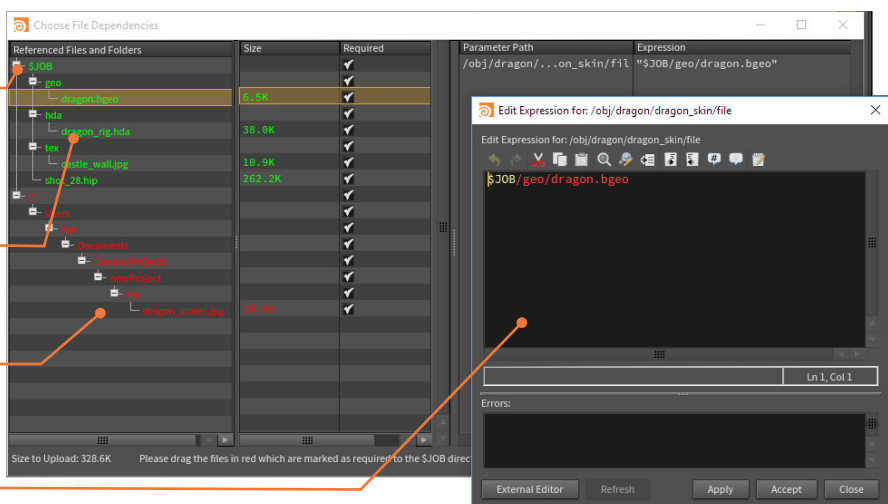 Choose File Dependencies
Referenced Files and Folders Size Required Parameter Path Expression
$JOB /obj/dragon/...on_skin/fil "$JOB/geo/dragon.bgeo"
geo
dragon.bgeo 6.5K
hda
dragon_rig.hda 38.0K
tex
castle_wall.jpg 10.9K
shot_28.hip 262.2K
Users
Documents
newProject
dragon_scales.jpg
Size to Upload: 328.6K Please drag the files in red which are marked as required to the $JOB direc
Edit Expression for: /obj/dragon/dragon_skin/file
Edit Expression for: /obj/dragon/dragon_skin/file
$JOB/geo/dragon.bgeo
Ln 1, Col 1
Errors:
External Editor Refresh Apply Accept Close